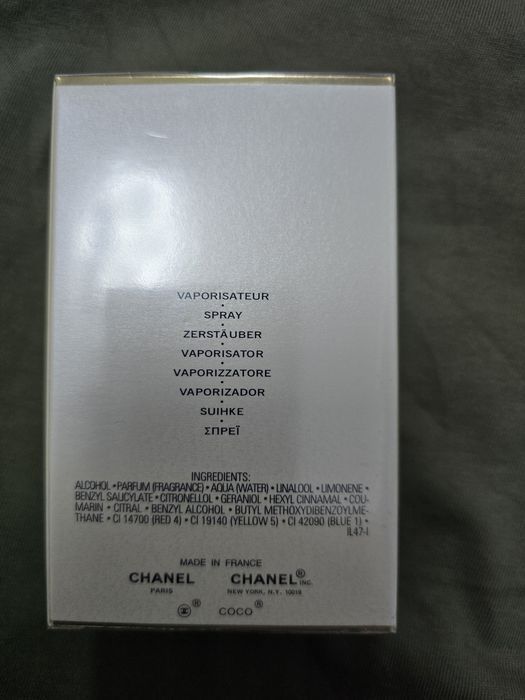 VAPORISATEUR
•
SPRAY
•
ZERSTÄUBER
•
VAPORISATOR
•
VAPORIZZATORE
•
VAPORIZADOR
•
SUIHKE
•
ΣΠΡΕΪ
INGREDIENTS:
ALCOHOL • PARFUM (FRAGRANCE) • AQUA (WATER) • LINALOOL • LIMONENE •
BENZYL SALICYLATE • CITRONELLOL • GERANIOL • HEXYL CINNAMAL • COU-
MARIN • CITRAL • BENZYL ALCOHOL • BUTYL METHOXYDIBENZOYLME-
THANE • CI 14700 (RED 4) • CI 19140 (YELLOW 5) • CI 42090 (BLUE 1) •
IL47-I
MADE IN FRANCE
CHANEL CHANEL® INC.
PARIS NEW YORK, N.Y. 10019
® COCO®